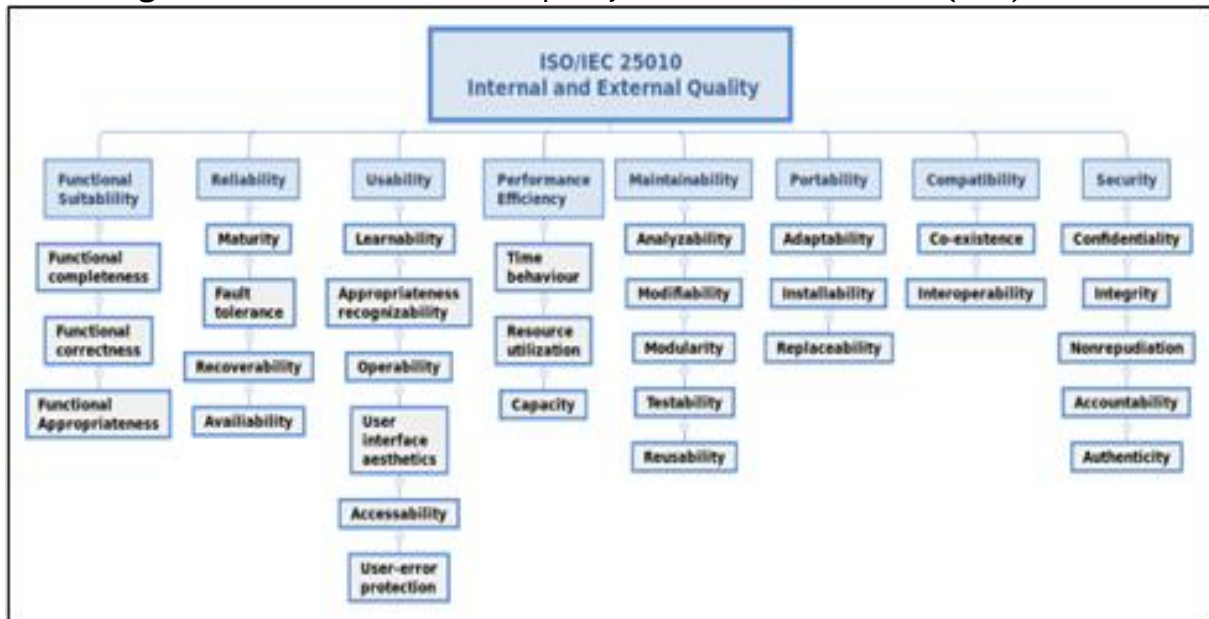 ISO/IEC 25010
Internal and External Quality
Functional
Suitablility
Functional
completeness
Functional
correctness
Functional
Appropriateness
Reliability
Maturity
Fault
tolerance
Recoverability
Availiability
Usability
Learnability
Appropriateness
recognizability
Operability
User
interface
aesthetics
Accessability
User-error
protection
Performance
Efficiency
Time
behaviour
Resource
utilization
Capacity
Maintainability
Analyzability
Modifiability
Modularity
Testability
Reusability
Portability
Adaptability
Installability
Replaceability
Compatibility
Co-existence
Interoperability
Security
Confidentiality
Integrity
Nonrepudiation
Accountability
Authenticity